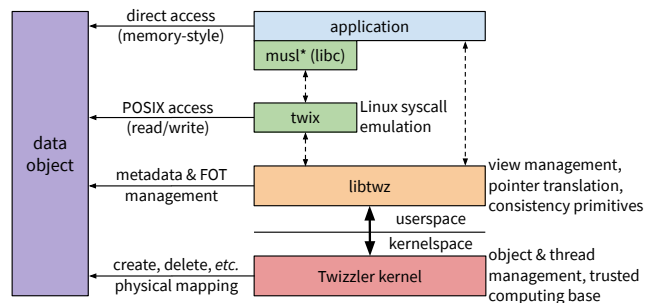 direct access
(memory-style)
application
musl* (libc)
POSIX access
(read/write)
twix
Linux syscall
emulation
data
object
metadata & FOT
management
libtwz
view management,
pointer translation,
consistency primitives
userspace
kernelspace
create, delete, etc.
physical mapping
Twizzler kernel
object & thread
management, trusted
computing base